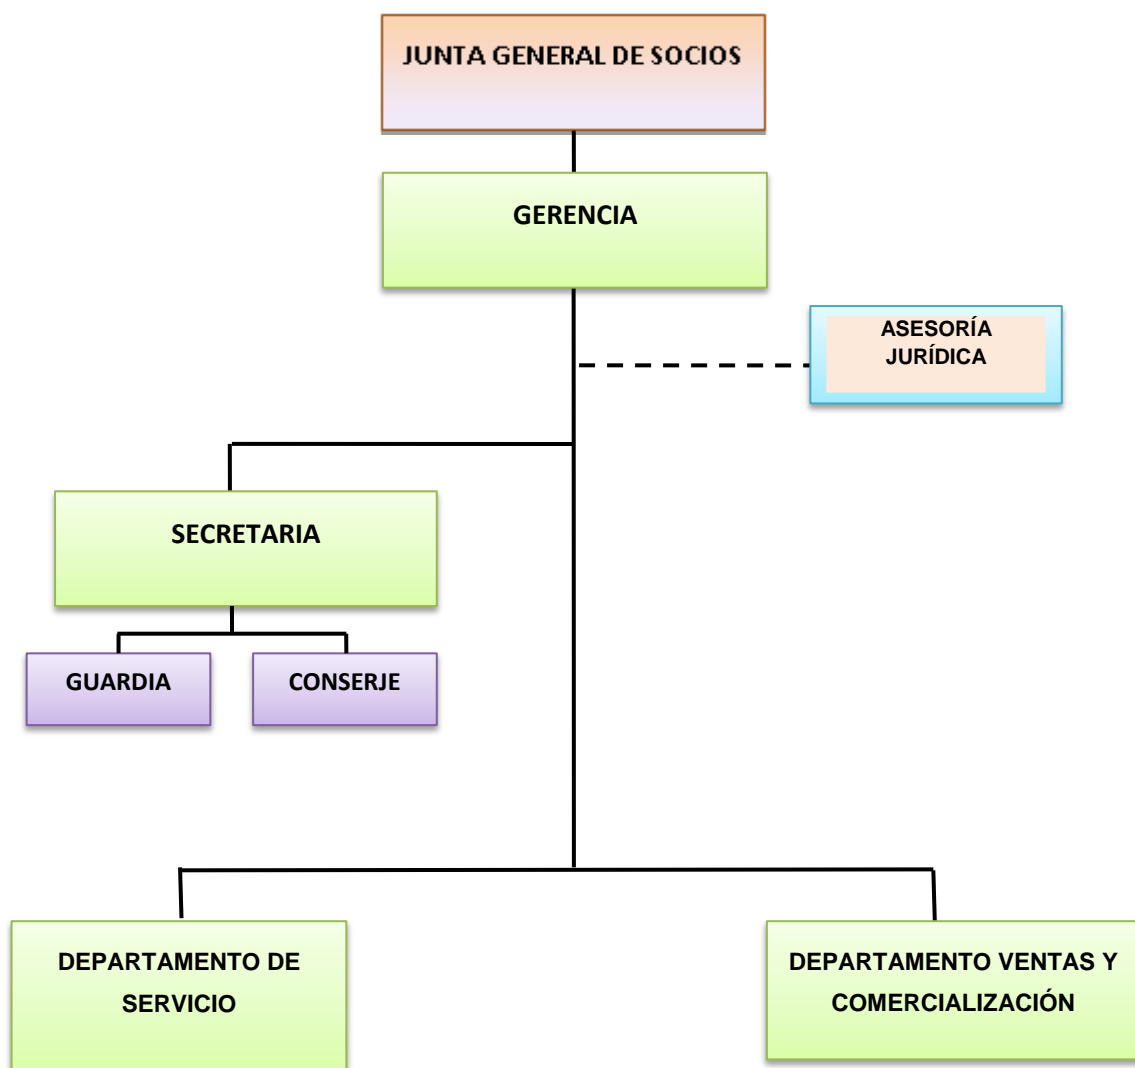 JUNTA GENERAL DE SOCIOS
GERENCIA
ASESORÍA
JURÍDICA
SECRETARIA
GUARDIA
CONSERJE
DEPARTAMENTO DE
SERVICIO
DEPARTAMENTO VENTAS Y
COMERCIALIZACIÓN